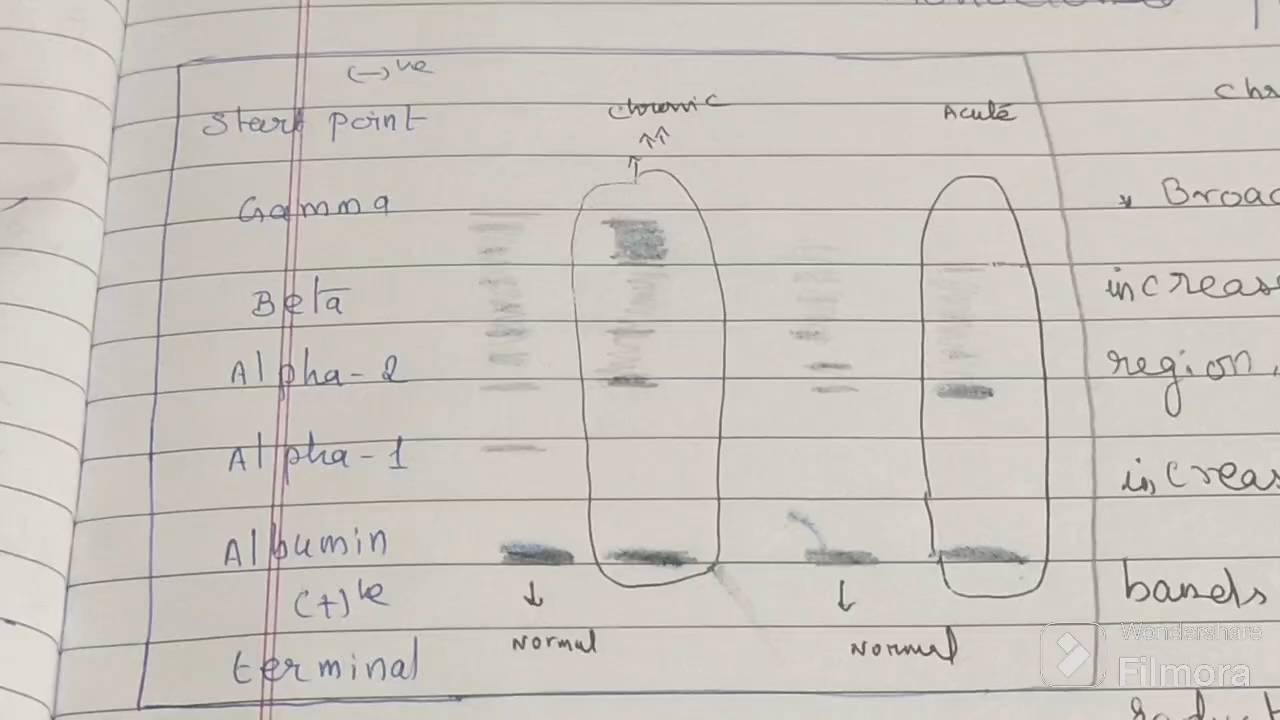 (-)ve
Start point
Chronic
Acute
Gamma
Beta
Alpha-2
Alpha-1
Albumin
(+)ve
terminal
Normal
Normal
Chr
* Broad
increas
region,
increas
bands
Wondershare
Filmora